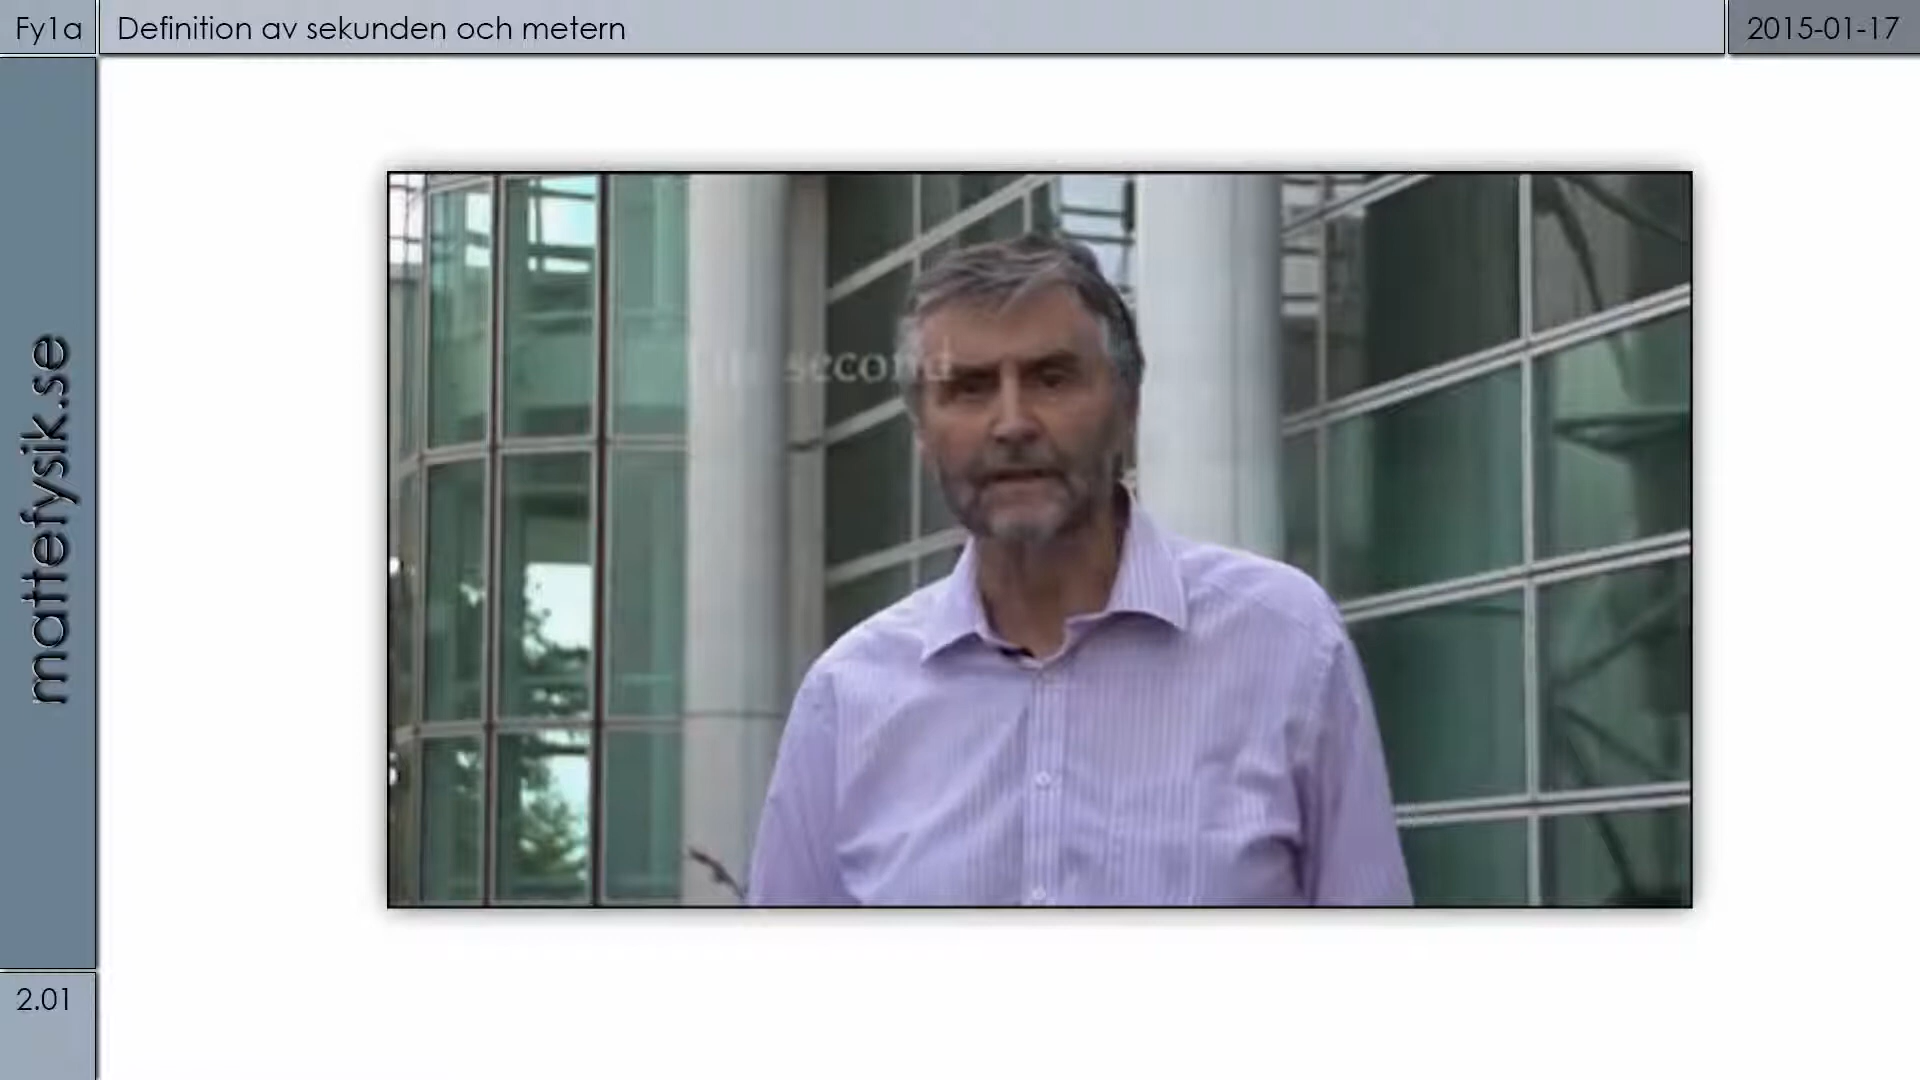 Fy1a
Definition av sekunden och metern
2015-01-17
second
mattefysik.se
2.01